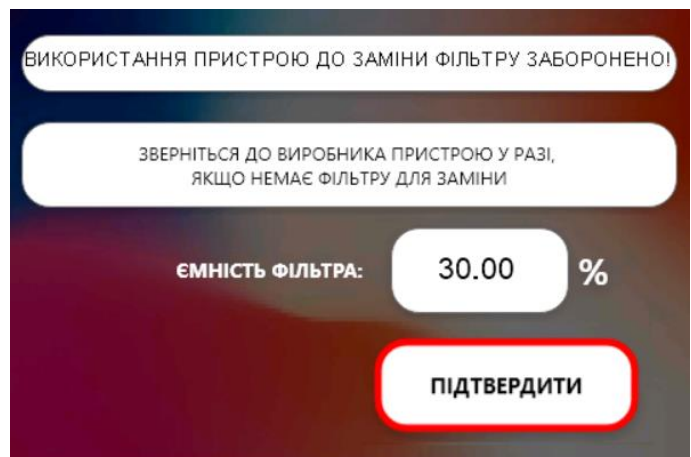 ВИКОРИСТАННЯ ПРИСТРОЮ ДО ЗАМІНИ ФІЛЬТРУ ЗАБОРОНЕНО!
ЗВЕРНІТЬСЯ ДО ВИРОБНИКА ПРИСТРОЮ У РАЗІ,
ЯКЩО НЕМАЄ ФІЛЬТРУ ДЛЯ ЗАМІНИ
ЄМНІСТЬ ФІЛЬТРА: 30.00 %
ПІДТВЕРДИТИ